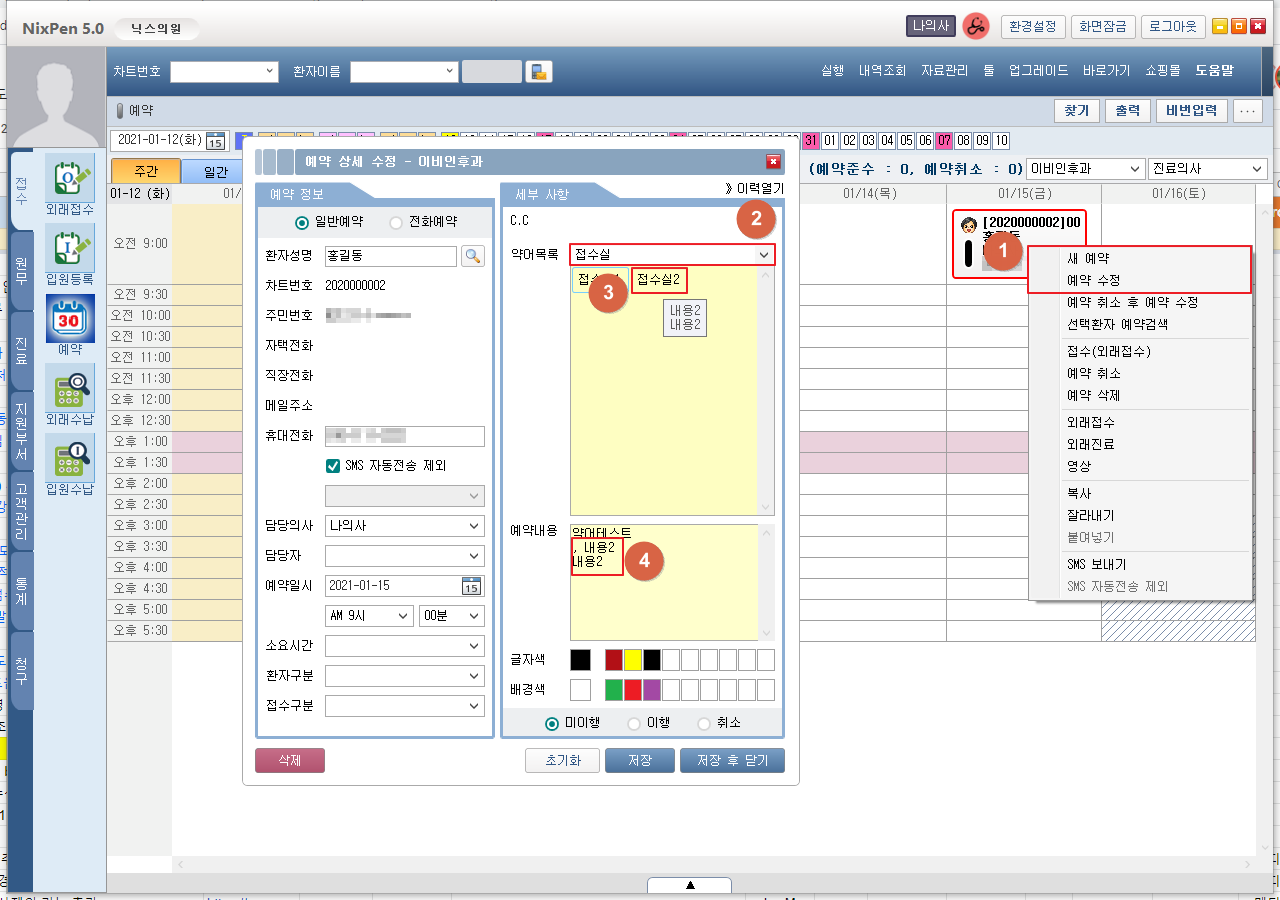 NixPen 5.0
닉스의원
나의사
환경설정
화면잠금
로그아웃
차트번호
환자이름
실행
내역조회
자료관리
툴
업그레이드
바로가기
쇼핑몰
도움말
예약
찾기
출력
비번입력
...
2021-01-12(화)
15
31 01 02 03 04 05 06 07 08 09 10
주간
일간
(예약준수 : 0, 예약취소 : 0)
이비인후과
진료의사
01-12 (화)
01/14(목)
01/15(금)
01/16(토)
접수
원무
진료
지원부서
고객관리
통계
청구
외래접수
입원등록
30
예약
외래수납
입원수납
오전 9:00
오전 9:30
오전 10:00
오전 10:30
오전 11:00
오전 11:30
오후 12:00
오후 12:30
오후 1:00
오후 1:30
오후 2:00
오후 2:30
오후 3:00
오후 3:30
오후 4:00
오후 4:30
오후 5:00
오후 5:30
예약 상세 수정 - 이비인후과
예약 정보
일반예약
전화예약
환자성명
홍길동
차트번호
2020000002
주민번호
자택전화
직장전화
메일주소
휴대전화
SMS 자동전송 제외
담당의사
나의사
담당자
예약일시
2021-01-15
15
AM 9시
00분
소요시간
환자구분
접수구분
세부 사항
》이력열기
C.C
2
약어목록
접수실
3
접수실2
내용2
내용2
예약내용
약어테스트
, 내용2
내용2
4
글자색
배경색
미이행
이행
취소
삭제
초기화
저장
저장 후 닫기
[2020000002]00
홍길동
1
새 예약
예약 수정
예약 취소 후 예약 수정
선택환자 예약검색
접수(외래접수)
예약 취소
예약 삭제
외래접수
외래진료
영상
복사
잘라내기
붙여넣기
SMS 보내기
SMS 자동전송 제외